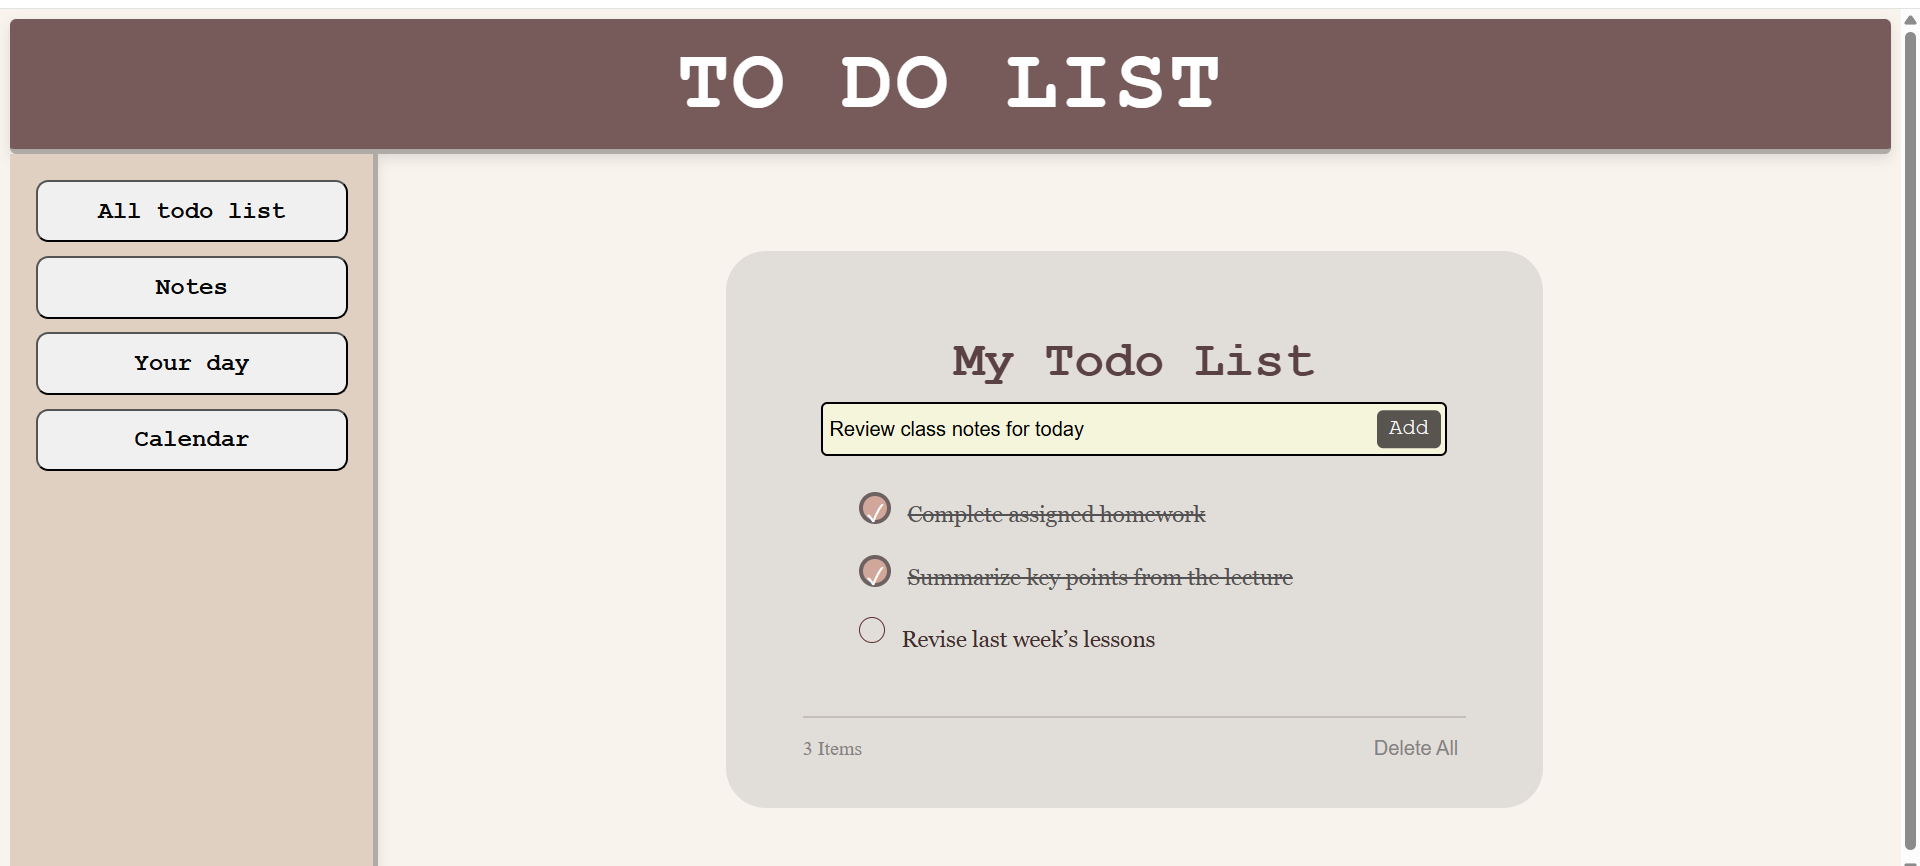 TO DO LIST
All todo list
Notes
Your day
Calendar
My Todo List
Review class notes for today
Add
Complete assigned homework
Summarize key points from the lecture
Revise last week’s lessons
3 Items
Delete All